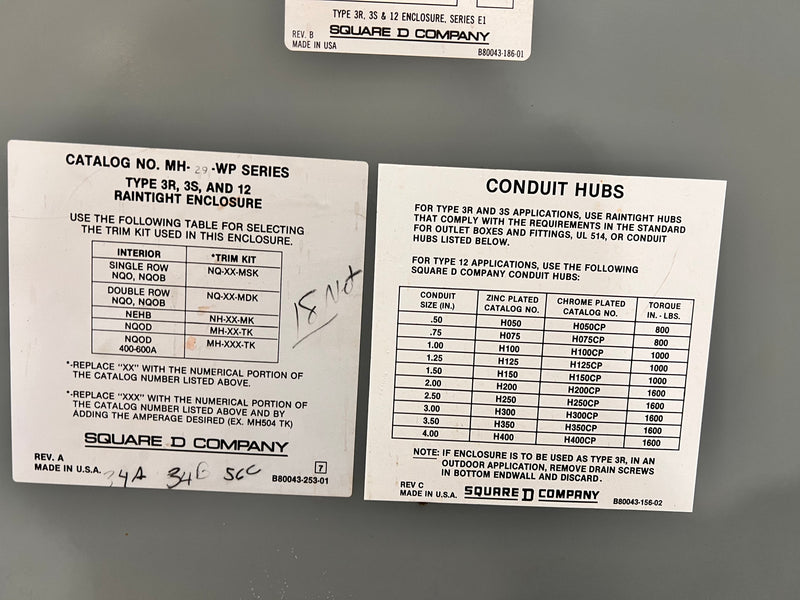 TYPE 3R, 3S & 12 ENCLOSURE, SERIES E1
REV. B SQUARE D COMPANY
MADE IN USA B80043-186-01
CATALOG NO. MH-29-WP SERIES
TYPE 3R, 3S, AND 12
RAINTIGHT ENCLOSURE
USE THE FOLLOWING TABLE FOR SELECTING
THE TRIM KIT USED IN THIS ENCLOSURE.
INTERIOR *TRIM KIT
SINGLE ROW
NQO, NQOB NQ-XX-MSK
DOUBLE ROW
NQO, NQOB NQ-XX-MDK
NEHB NH-XX-MK
NQOD MH-XX-TK
NQOD
400-600A MH-XXX-TK
*-REPLACE "XX" WITH THE NUMERICAL PORTION OF
THE CATALOG NUMBER LISTED ABOVE.
*-REPLACE "XXX" WITH THE NUMERICAL PORTION OF
THE CATALOG NUMBER LISTED ABOVE AND BY
ADDING THE AMPERAGE DESIRED (EX. MH504 TK)
SQUARE D COMPANY
REV. A
MADE IN U.S.A. 7
B80043-253-01
34A 34B 56C
CONDUIT HUBS
FOR TYPE 3R AND 3S APPLICATIONS, USE RAINTIGHT HUBS
THAT COMPLY WITH THE REQUIREMENTS IN THE STANDARD
FOR OUTLET BOXES AND FITTINGS, UL 514, OR CONDUIT
HUBS LISTED BELOW.
FOR TYPE 12 APPLICATIONS, USE THE FOLLOWING
SQUARE D COMPANY CONDUIT HUBS:
CONDUIT SIZE (IN.) ZINC PLATED CATALOG NO. CHROME PLATED CATALOG NO. TORQUE IN. - LBS.
.50 H050 H050CP 800
.75 H075 H075CP 800
1.00 H100 H100CP 1000
1.25 H125 H125CP 1000
1.50 H150 H150CP 1000
2.00 H200 H200CP 1600
2.50 H250 H250CP 1600
3.00 H300 H300CP 1600
3.50 H350 H350CP 1600
4.00 H400 H400CP 1600
NOTE: IF ENCLOSURE IS TO BE USED AS TYPE 3R, IN AN
OUTDOOR APPLICATION, REMOVE DRAIN SCREWS
IN BOTTOM ENDWALL AND DISCARD.
REV C
MADE IN U.S.A. SQUARE D COMPANY B80043-156-02